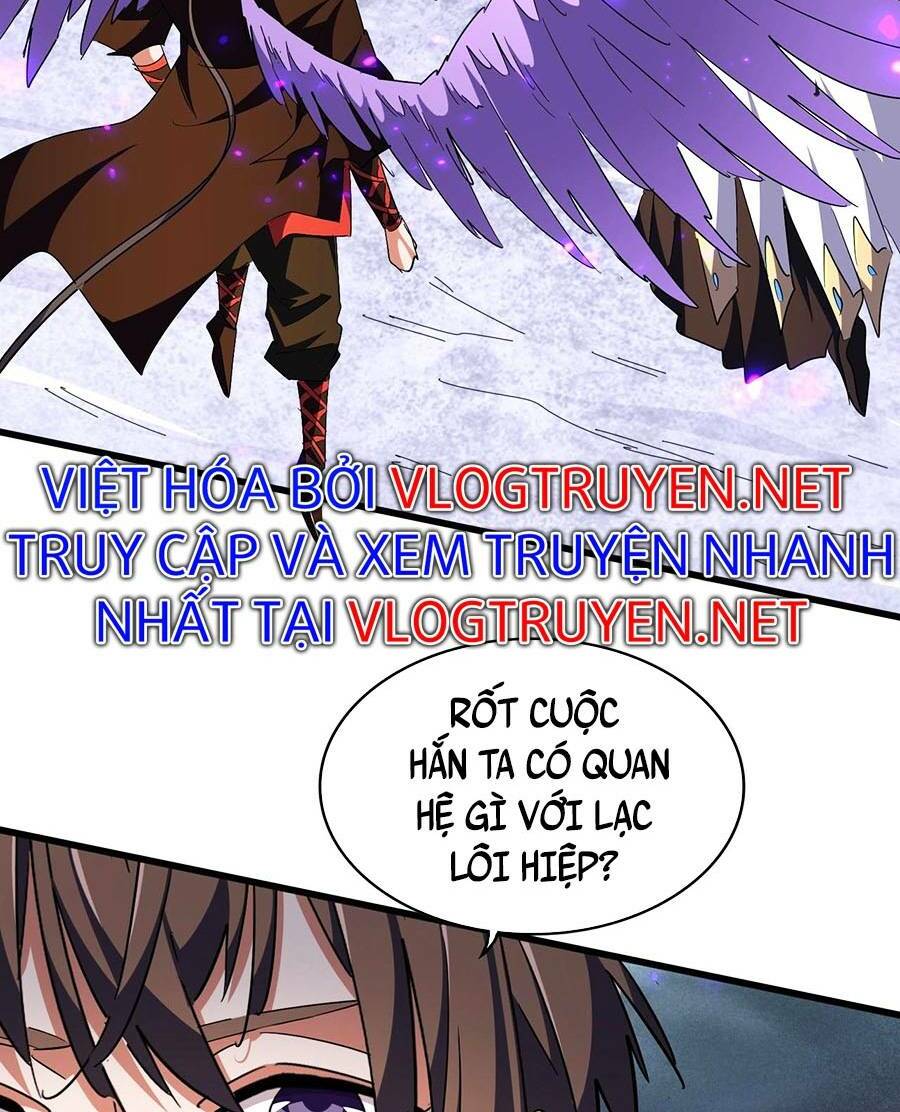 VIỆT HÓA BỞI VLOGTRUYEN.NET
TRUY CẬP VÀ XEM TRUYỆN NHANH
NHẤT TẠI VLOGTRUYEN.NET
RỐT CUỘC
HẮN TA CÓ QUAN
HỆ GÌ VỚI LẠC
LÔI HIỆP?